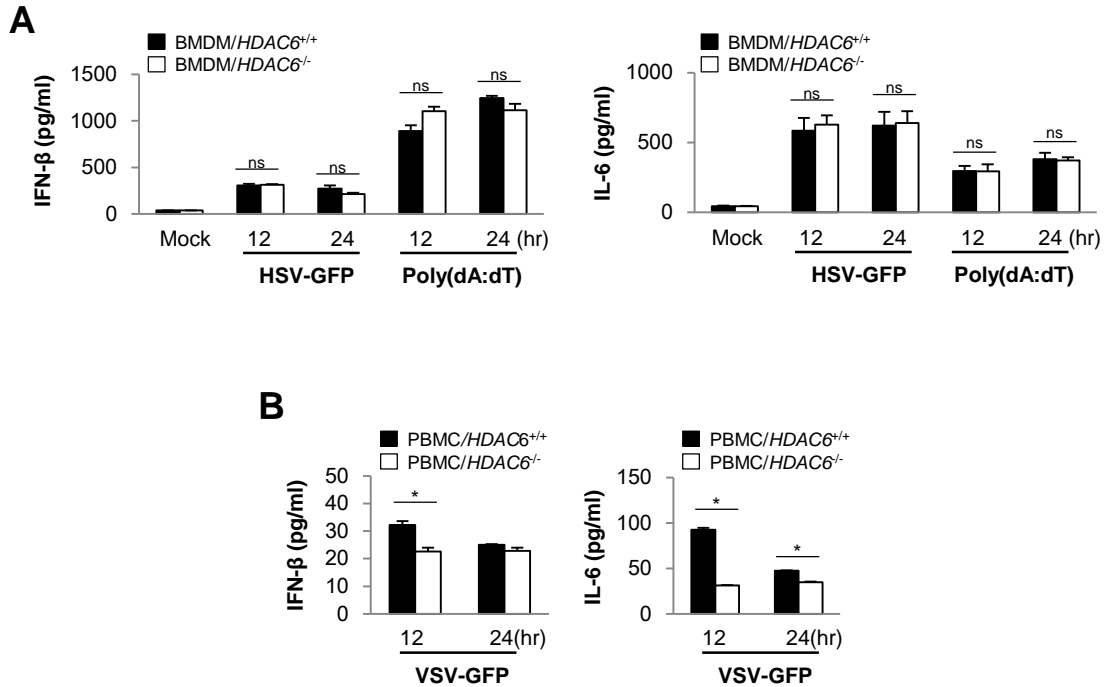 A
BMDM/HDAC6+/+
BMDM/HDAC6-/-
IFN-β (pg/ml)
1500
1000
500
0
ns
ns
ns
ns
Mock
12
24
12
24 (hr)
HSV-GFP
Poly(dA:dT)
BMDM/HDAC6+/+
BMDM/HDAC6-/-
IL-6 (pg/ml)
1000
500
0
ns
ns
ns
ns
Mock
12
24
12
24 (hr)
HSV-GFP
Poly(dA:dT)
B
PBMC/HDAC6+/+
PBMC/HDAC6-/-
IFN-β (pg/ml)
50
40
30
20
10
0
*
12
24(hr)
VSV-GFP
PBMC/HDAC6+/+
PBMC/HDAC6-/-
IL-6 (pg/ml)
150
100
50
0
*
*
12
24(hr)
VSV-GFP